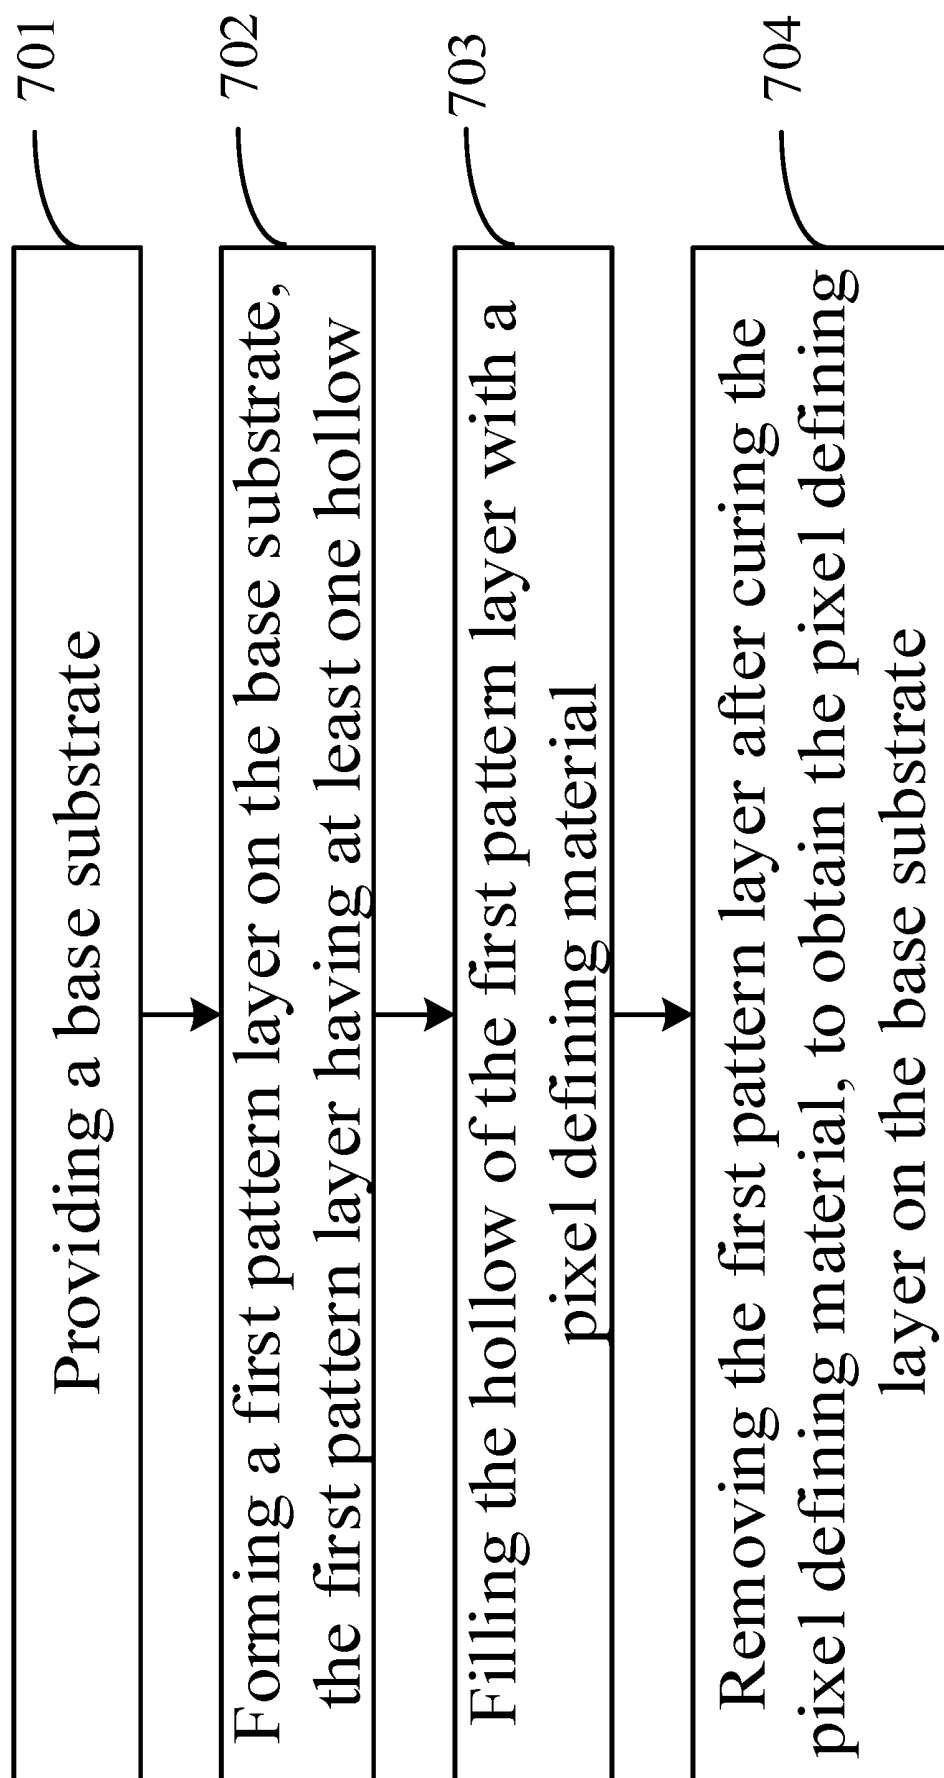 Providing a base substrate
701
Forming a first pattern layer on the base substrate,
the first pattern layer having at least one hollow
702
Filling the hollow of the first pattern layer with a
pixel defining material
703
Removing the first pattern layer after curing the
pixel defining material, to obtain the pixel defining
layer on the base substrate
704